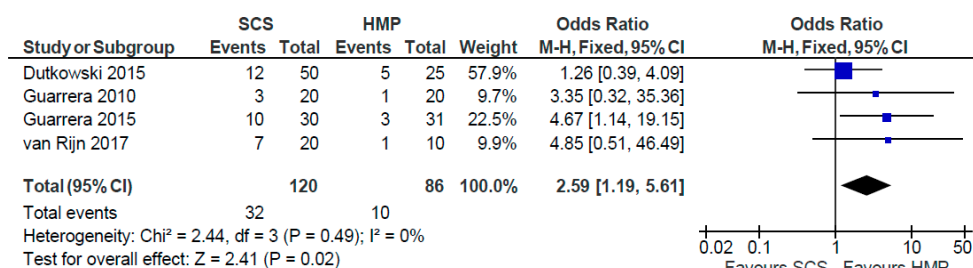 SCS HMP Odds Ratio Odds Ratio
Study or Subgroup Events Total Events Total Weight M-H, Fixed, 95% CI M-H, Fixed, 95% CI
Dutkowski 2015 12 50 5 25 57.9% 1.26 [0.39, 4.09]
Guarrera 2010 3 20 1 20 9.7% 3.35 [0.32, 35.36]
Guarrera 2015 10 30 3 31 22.5% 4.67 [1.14, 19.15]
van Rijn 2017 7 20 1 10 9.9% 4.85 [0.51, 46.49]
Total (95% CI) 120 86 100.0% 2.59 [1.19, 5.61]
Total events 32 10
Heterogeneity: Chi² = 2.44, df = 3 (P = 0.49); I² = 0%
Test for overall effect: Z = 2.41 (P = 0.02)
0.02 0.1 1 10 50
Favours SCS Favours HMP